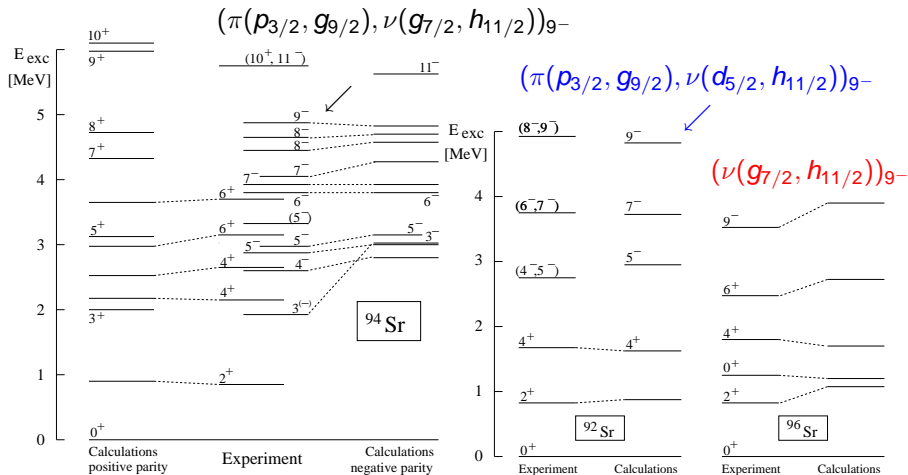 (π(p3/2, g9/2), ν(g7/2, h11/2))9−
E exc
[MeV]
5
4
3
2
1
0
10+
9+
8+
7+
5+
3+
0+
Calculations
positive parity
(10+, 11−)
9−
8−
8−
7−
7−
6+
6−
(5−)
6+
5−
5−
4+
4−
4+
3(−)
2+
Experiment
11−
6−
5−
3−
94Sr
Calculations
negative parity
(π(p3/2, g9/2), ν(d5/2, h11/2))9−
E exc
[MeV]
5
4
3
2
1
0
(8−,9−)
(6−,7−)
(4−,5−)
4+
2+
0+
Experiment
9−
7−
5−
4+
92Sr
Calculations
(ν(g7/2, h11/2))9−
9−
6+
4+
0+
2+
0+
96Sr
Experiment
Calculations